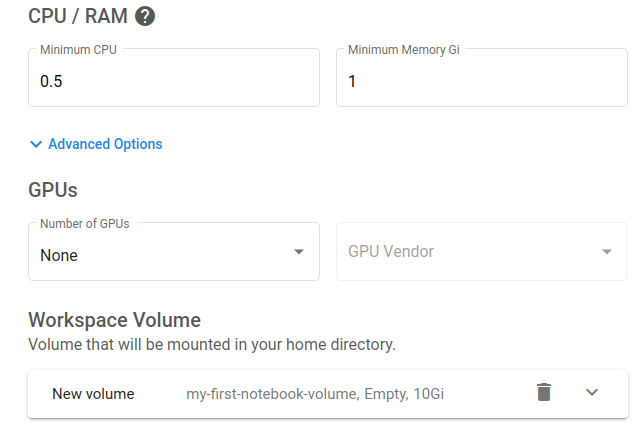 CPU / RAM ?
Minimum CPU
Minimum Memory Gi
0.5
1
Advanced Options
GPUs
Number of GPUs
None
GPU Vendor
Workspace Volume
Volume that will be mounted in your home directory.
New volume my-first-notebook-volume, Empty, 10Gi